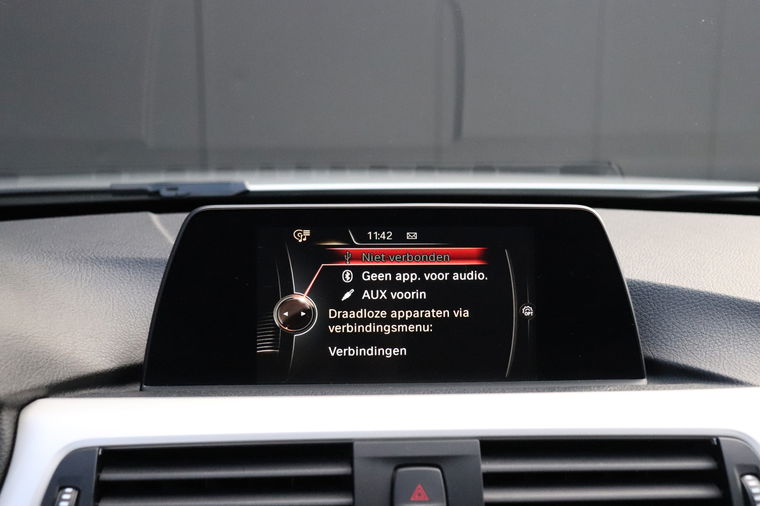 11:42
Niet verbonden
Geen app. voor audio.
AUX voorin
Draadloze apparaten via
verbindingsmenu:
Verbindingen